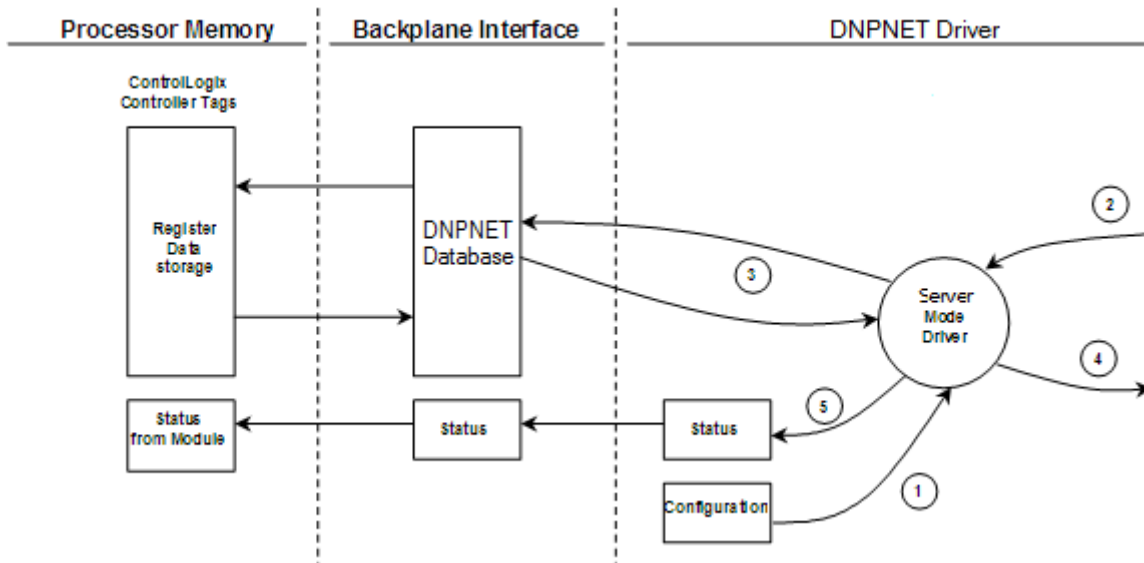 Processor Memory
Backplane Interface
DNPNET Driver
ControlLogix
Controller Tags
Register
Data
storage
DNPNET
Database
Server
Mode
Driver
2
3
4
5
1
Status
from Module
Status
Status
Configuration